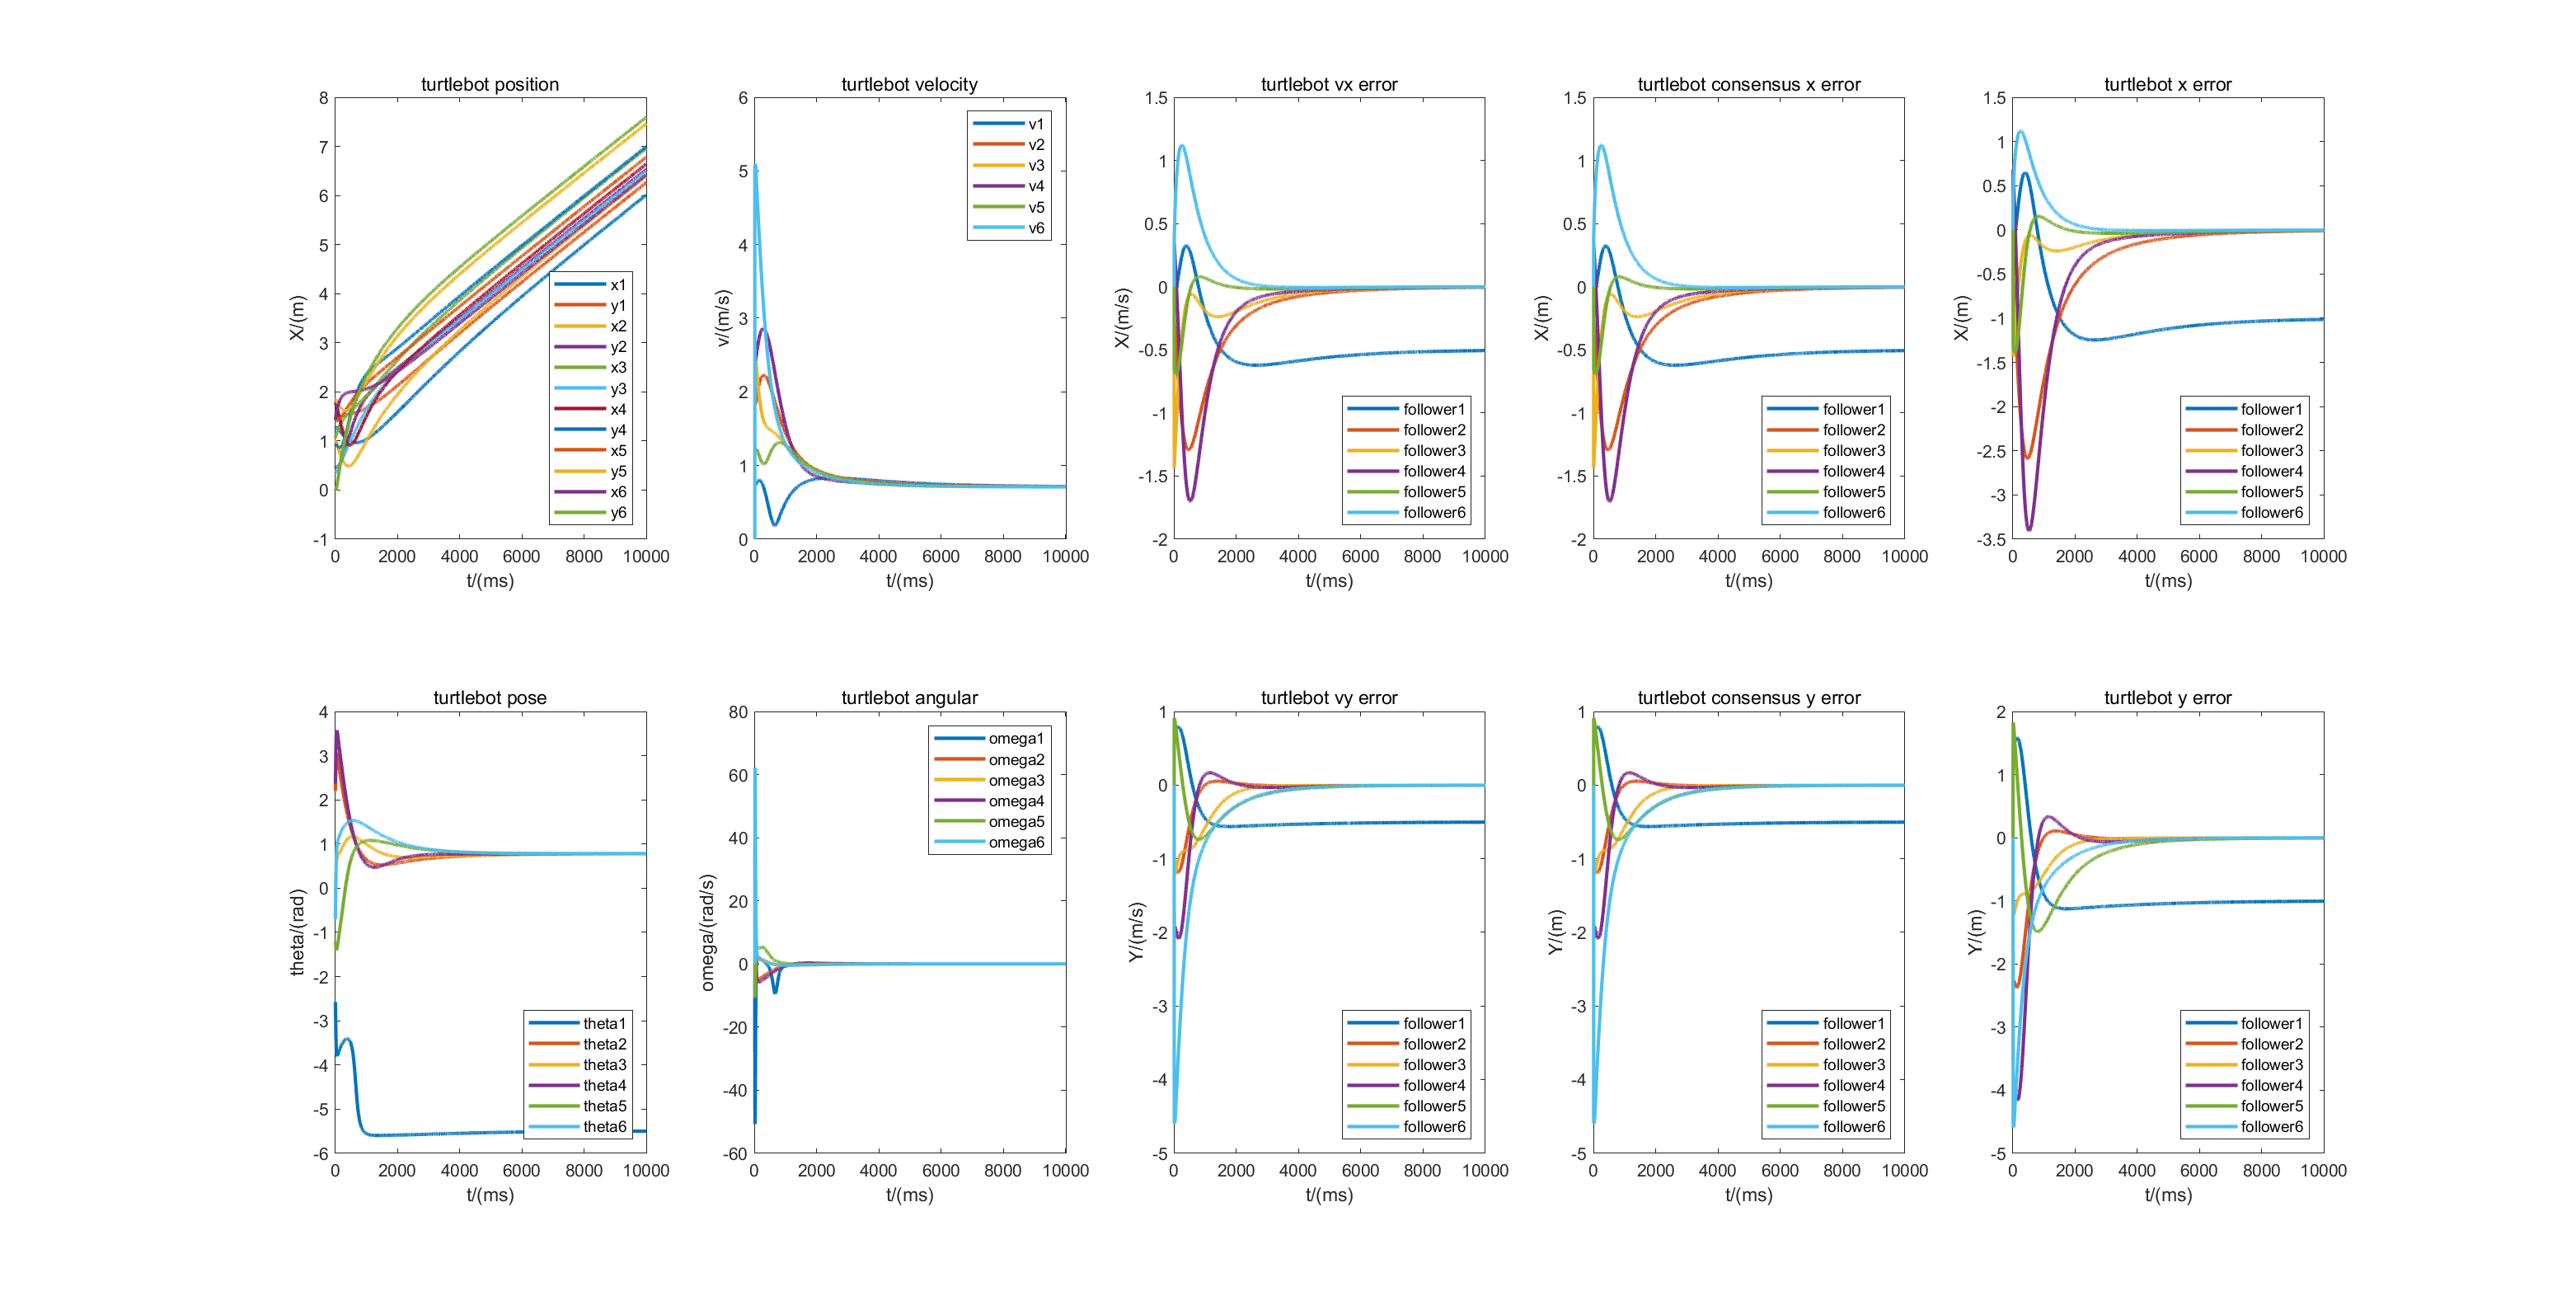 turtlebot position
8
7
6
5
4
3
2
1
0
-1
X/(m)
0 2000 4000 6000 8000 10000
t/(ms)
x1
y1
x2
y2
x3
y3
x4
y4
x5
y5
x6
y6
turtlebot velocity
6
5
4
3
2
1
0
v/(m/s)
0 2000 4000 6000 8000 10000
t/(ms)
v1
v2
v3
v4
v5
v6
turtlebot vx error
1.5
1
0.5
0
-0.5
-1
-1.5
-2
X/(m/s)
0 2000 4000 6000 8000 10000
t/(ms)
follower1
follower2
follower3
follower4
follower5
follower6
turtlebot consensus x error
1.5
1
0.5
0
-0.5
-1
-1.5
-2
X/(m)
0 2000 4000 6000 8000 10000
t/(ms)
follower1
follower2
follower3
follower4
follower5
follower6
turtlebot x error
1.5
1
0.5
0
-0.5
-1
-1.5
-2
-2.5
-3
-3.5
X/(m)
0 2000 4000 6000 8000 10000
t/(ms)
follower1
follower2
follower3
follower4
follower5
follower6
turtlebot pose
4
3
2
1
0
-1
-2
-3
-4
-5
-6
theta/(rad)
0 2000 4000 6000 8000 10000
t/(ms)
theta1
theta2
theta3
theta4
theta5
theta6
turtlebot angular
80
60
40
20
0
-20
-40
-60
omega/(rad/s)
0 2000 4000 6000 8000 10000
t/(ms)
omega1
omega2
omega3
omega4
omega5
omega6
turtlebot vy error
1
0
-1
-2
-3
-4
-5
Y/(m/s)
0 2000 4000 6000 8000 10000
t/(ms)
follower1
follower2
follower3
follower4
follower5
follower6
turtlebot consensus y error
1
0
-1
-2
-3
-4
-5
Y/(m)
0 2000 4000 6000 8000 10000
t/(ms)
follower1
follower2
follower3
follower4
follower5
follower6
turtlebot y error
2
1
0
-1
-2
-3
-4
-5
Y/(m)
0 2000 4000 6000 8000 10000
t/(ms)
follower1
follower2
follower3
follower4
follower5
follower6